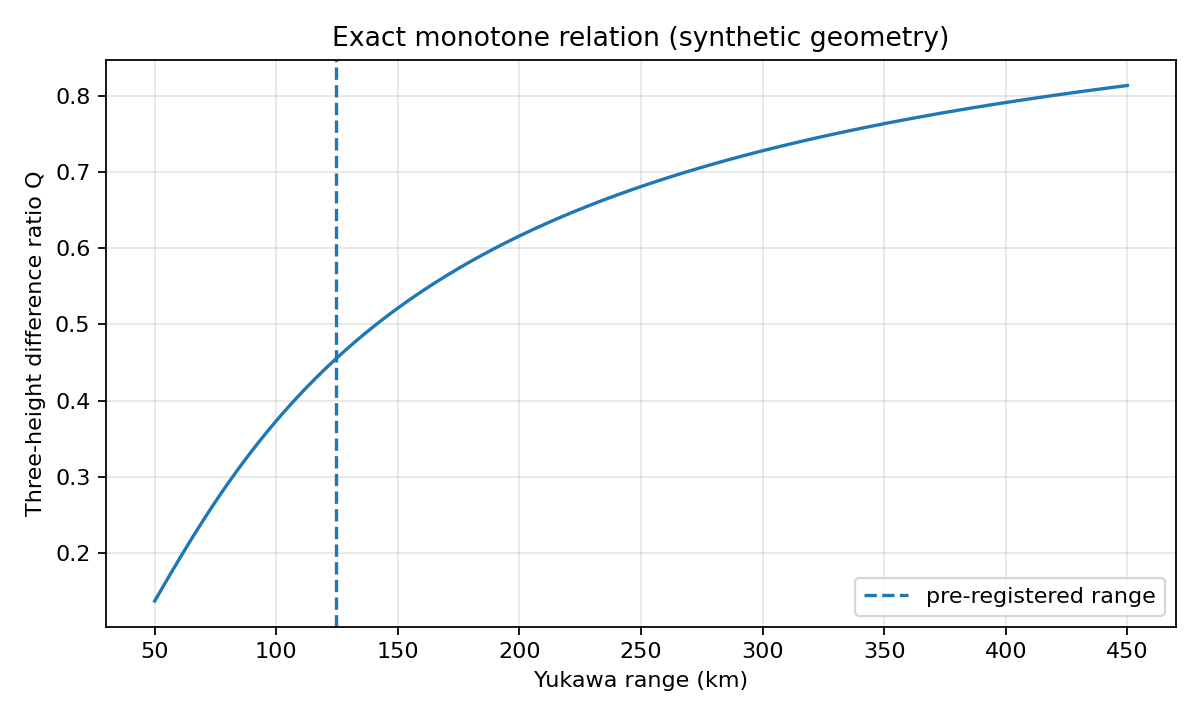 Exact monotone relation (synthetic geometry)
Three-height difference ratio Q
0.8
0.7
0.6
0.5
0.4
0.3
0.2
pre-registered range
50 100 150 200 250 300 350 400 450
Yukawa range (km)